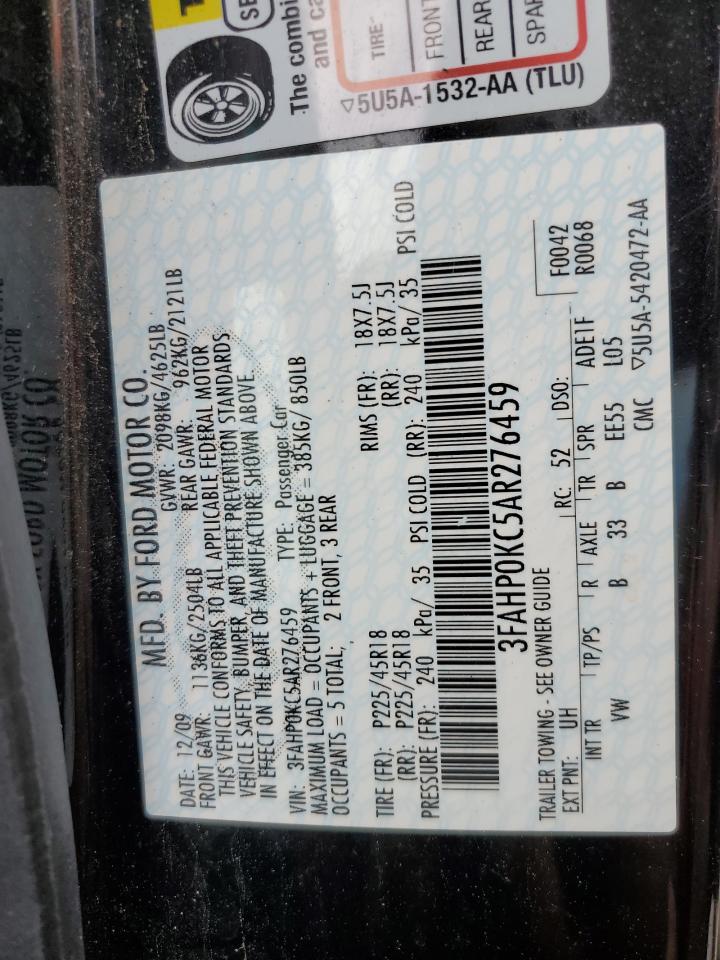 SE
The combi
and ca
TIRE
FRONT
REAR
SPAR
▽5U5A-1532-AA (TLU)
MFD. BY FORD MOTOR CO.
DATE: 12/09 GVWR: 2098KG/4625LB
FRONT GAWR: 1136KG/2504LB REAR GAWR: 962KG/2121LB
THIS VEHICLE CONFORMS TO ALL APPLICABLE FEDERAL MOTOR
VEHICLE SAFETY, BUMPER, AND THEFT PREVENTION STANDARDS
IN EFFECT ON THE DATE OF MANUFACTURE SHOWN ABOVE
VIN: 3FAHP0KC5AR276459 TYPE: Passenger Car
MAXIMUM LOAD = OCCUPANTS + LUGGAGE = 385KG/ 850LB
OCCUPANTS = 5 TOTAL; 2 FRONT, 3 REAR
TIRE (FR): P225/45R18 RIMS (FR): 18X7.5J
(RR): P225/45R18 (RR): 18X7.5J
PRESSURE (FR): 240 kPa/ 35 PSI COLD (RR): 240 kPa/ 35 PSI COLD
3FAHP0KC5AR276459
TRAILER TOWING - SEE OWNER GUIDE
F0042
EXT PNT: UH RC: 52 DSO: R0068
INT TR TP/PS R AXLE TR SPR ADE1F
VW B 33 B EE55 L05
CMC ▽5U5A-5420472-AA